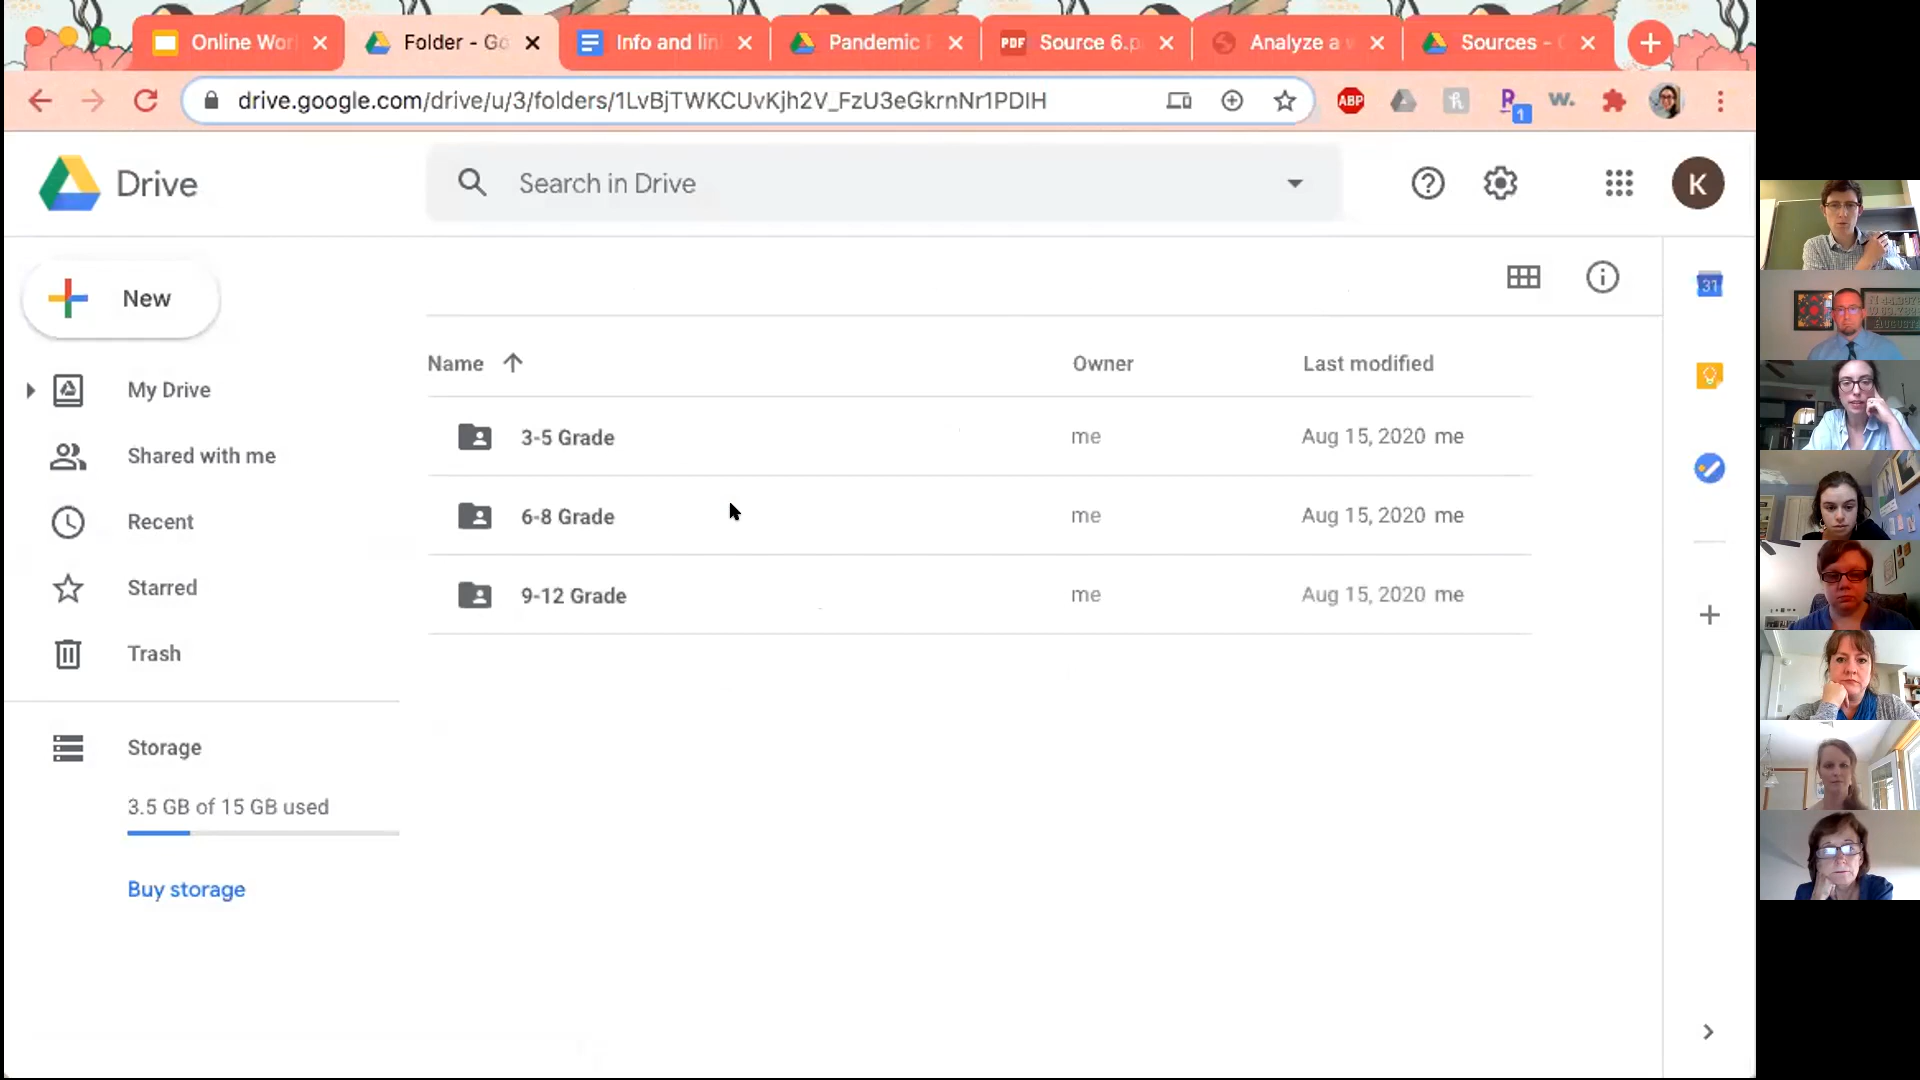 Online Wor
Folder - Go
Info and lin
Pandemic
PDF Source 6.p
Analyze a w
Sources -
drive.google.com/drive/u/3/folders/1LvBjTWKCUvKjh2V_FzU3eGkrnNr1PDIH
ABP
1
w.
Drive
Search in Drive
K
New
31
Name
Owner
Last modified
My Drive
3-5 Grade
me
Aug 15, 2020 me
Shared with me
6-8 Grade
me
Aug 15, 2020 me
Recent
Starred
9-12 Grade
me
Aug 15, 2020 me
Trash
Storage
3.5 GB of 15 GB used
Buy storage